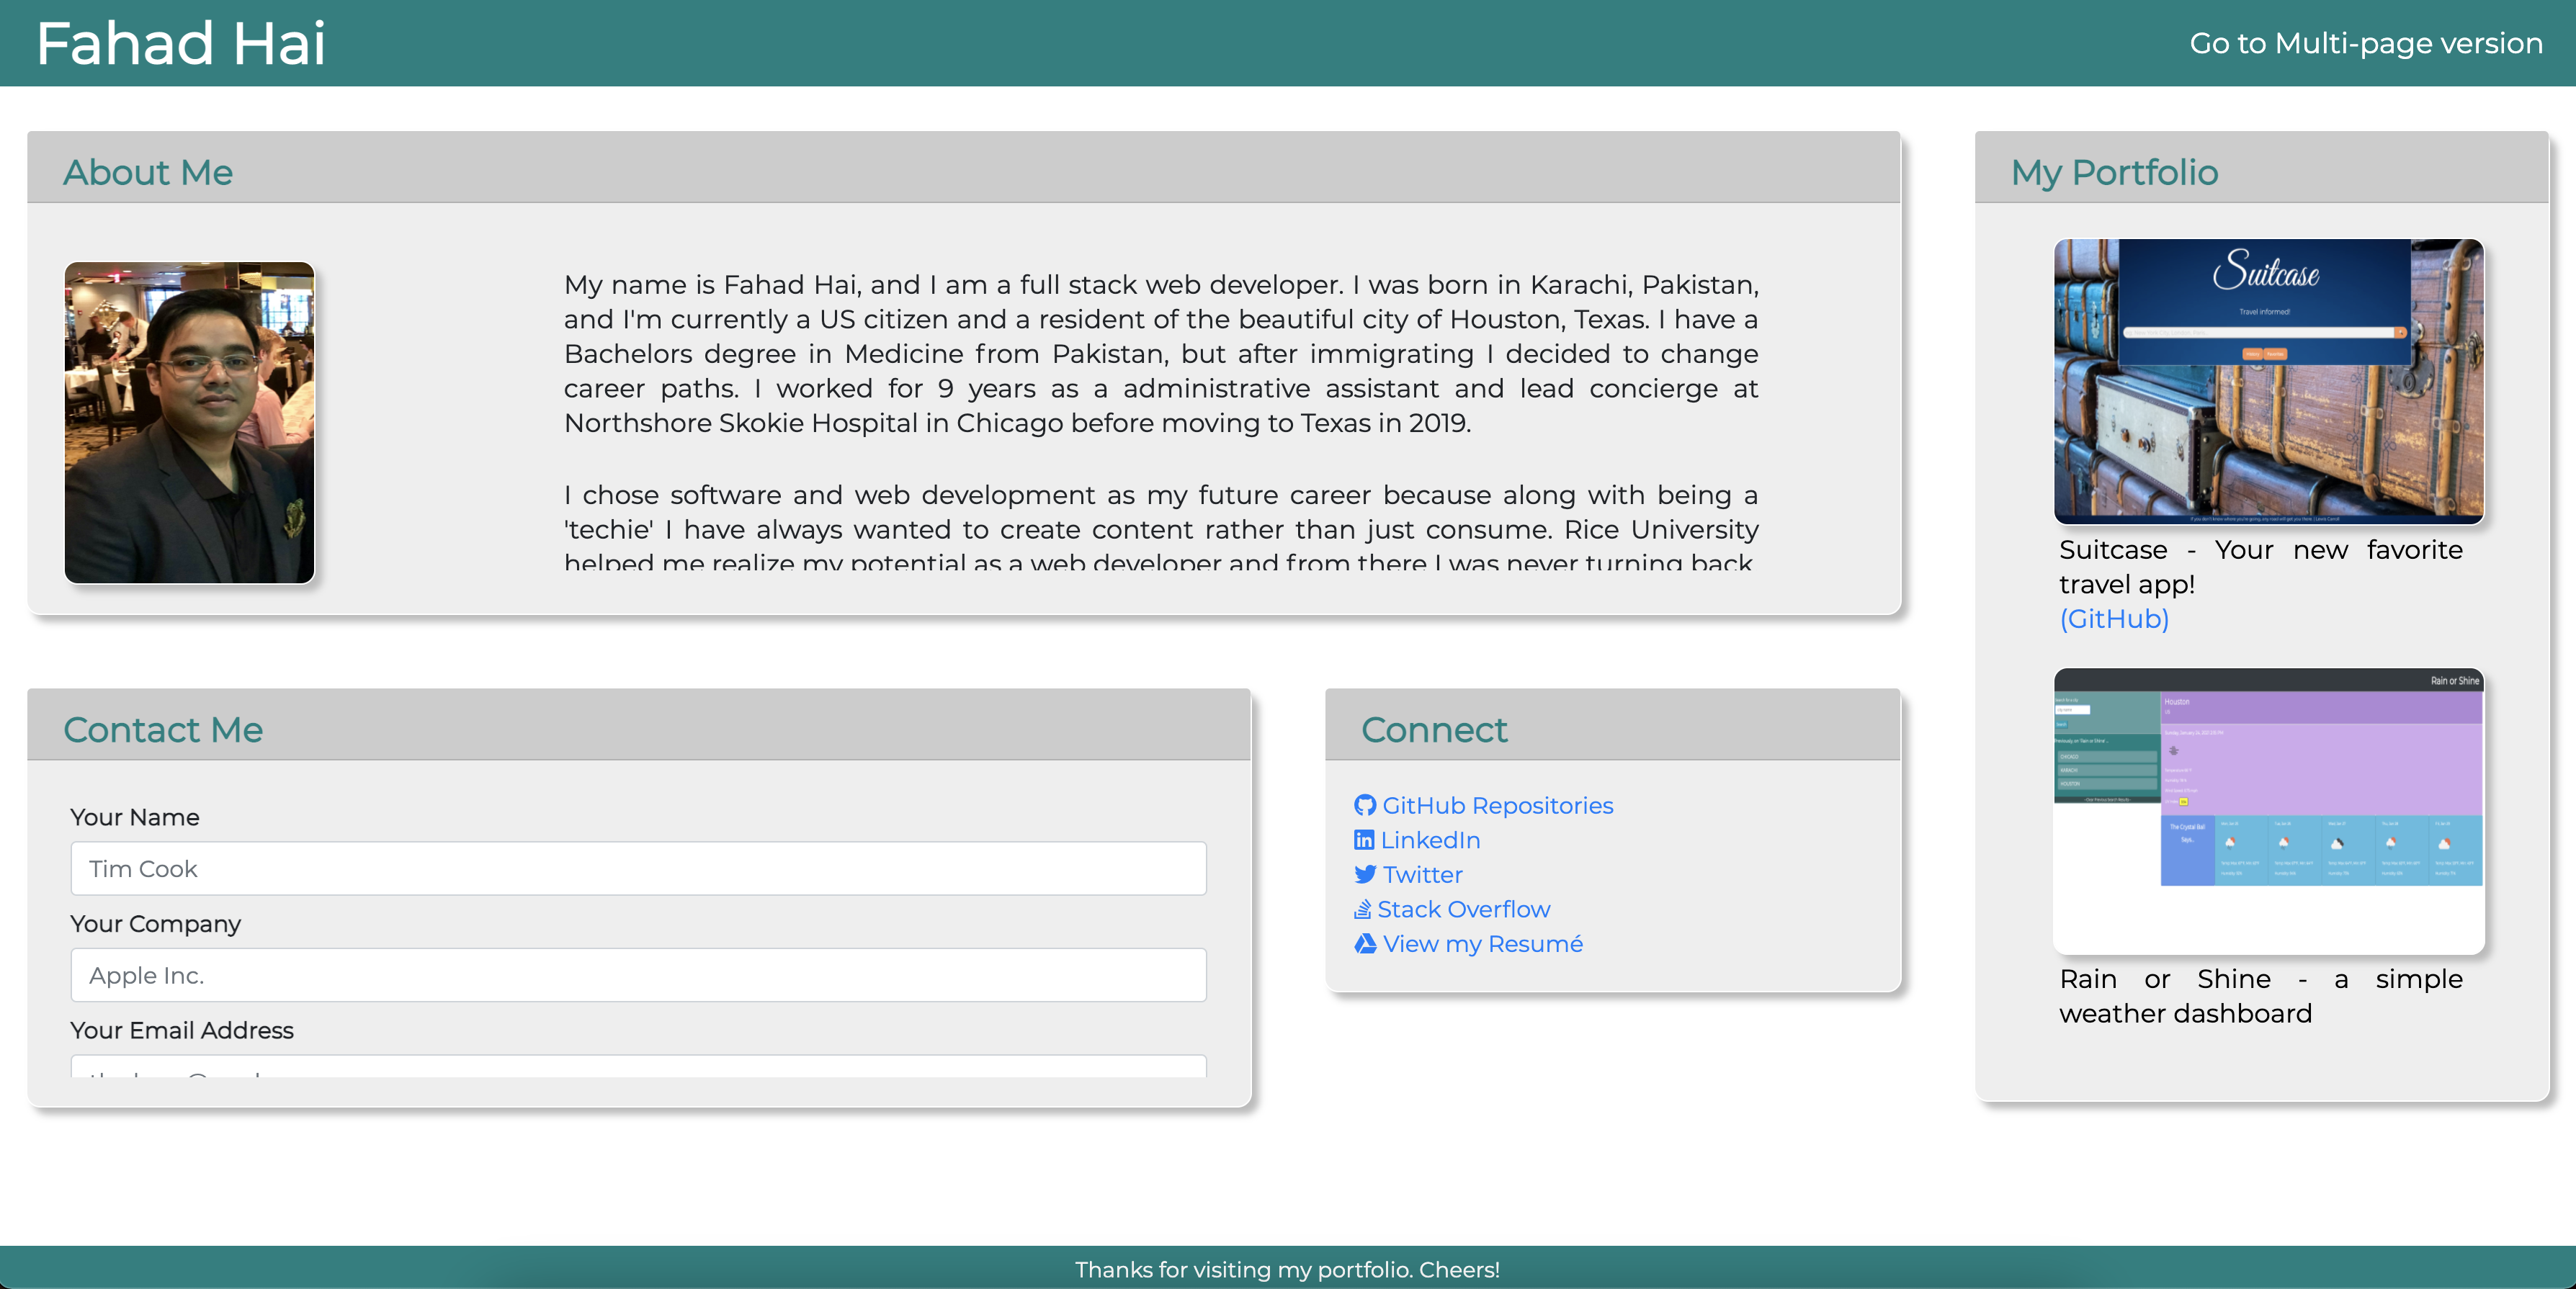 Fahad Hai
Go to Multi-page version
About Me
My name is Fahad Hai, and I am a full stack web developer. I was born in Karachi, Pakistan,
and I'm currently a US citizen and a resident of the beautiful city of Houston, Texas. I have a
Bachelors degree in Medicine from Pakistan, but after immigrating I decided to change
career paths. I worked for 9 years as a administrative assistant and lead concierge at
Northshore Skokie Hospital in Chicago before moving to Texas in 2019.
I chose software and web development as my future career because along with being a
'techie' I have always wanted to create content rather than just consume. Rice University
helped me realize my potential as a web developer and from there I was never turning back.
Contact Me
Your Name
Tim Cook
Your Company
Apple Inc.
Your Email Address
Connect
GitHub Repositories
LinkedIn
Twitter
Stack Overflow
View my Resumé
My Portfolio
Suitcase
Travel informed!
Suitcase - Your new favorite
travel app!
(GitHub)
Rain or Shine
Houston
CHICAGO
KARACHI
HOUSTON
The Crystal Ball
Says...
Rain or Shine - a simple
weather dashboard
Thanks for visiting my portfolio. Cheers!